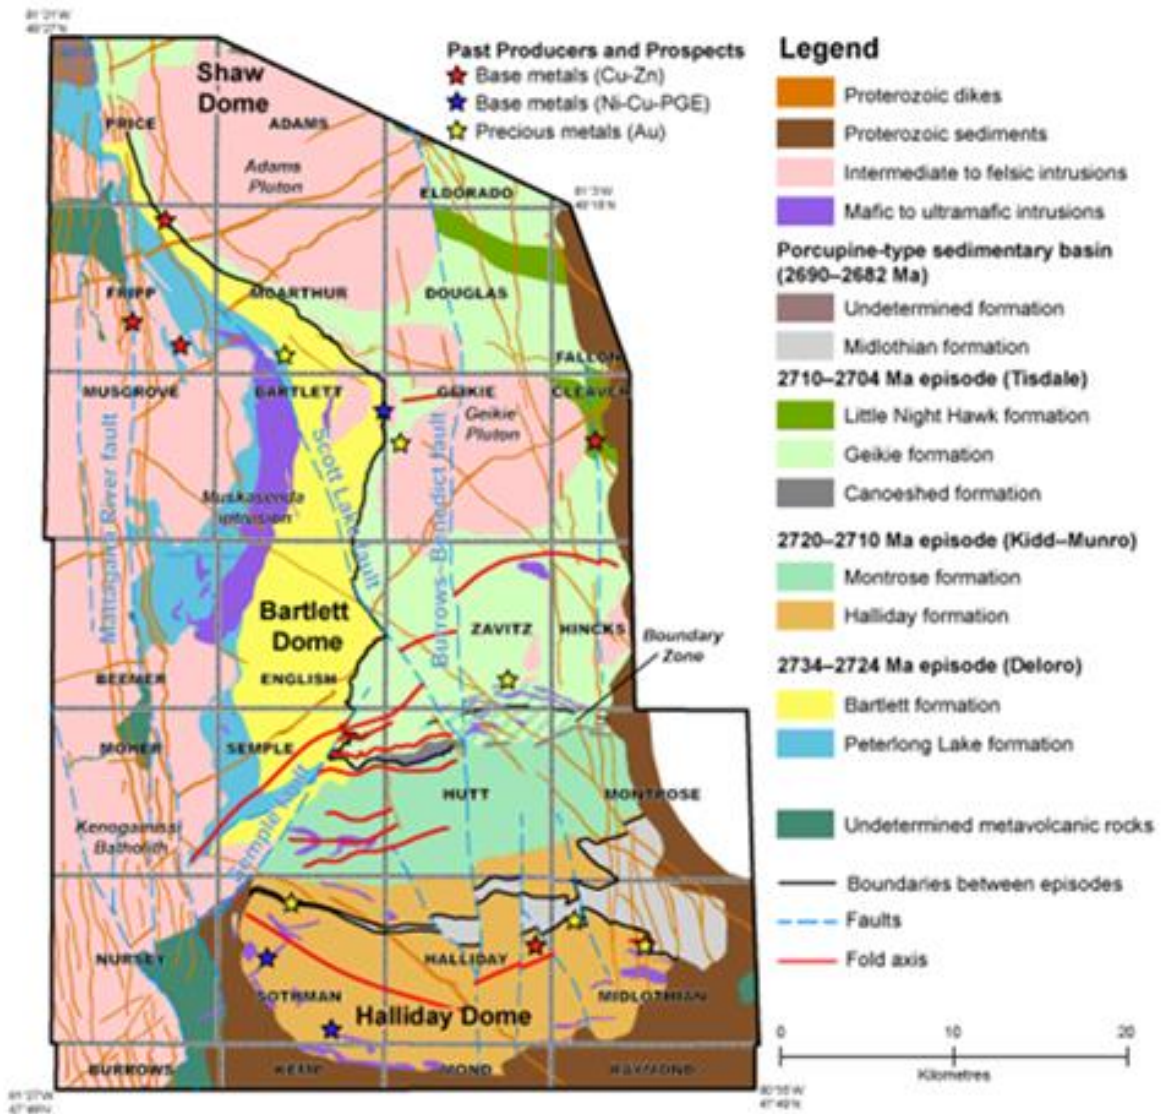 81°21'W
Past Producers and Prospects
Base metals (Cu-Zn)
Base metals (Ni-Cu-PGE)
Precious metals (Au)
Legend
Proterozoic dikes
Proterozoic sediments
Intermediate to felsic intrusions
Mafic to ultramafic intrusions
Porcupine-type sedimentary basin
(2690–2682 Ma)
Undetermined formation
Midlothian formation
2710–2704 Ma episode (Tisdale)
Little Night Hawk formation
Geikie formation
Canoeshed formation
2720–2710 Ma episode (Kidd–Munro)
Montrose formation
Halliday formation
2734–2724 Ma episode (Deloro)
Bartlett formation
Peterlong Lake formation
Undetermined metavolcanic rocks
Boundaries between episodes
Faults
Fold axis
0 10 20
Kilometres
Shaw
Dome
PRICE
ADAMS
Adams
Pluton
ELDORADO
FRIPP
MCARTHUR
DOUGLAS
FALLON
MUSGROVE
BARTLETT
GEIKIE
CLEAVER
Geikie
Pluton
Mattagami River fault
Scott Lake fault
Burrows–Benedict fault
Muskasenda
intrusion
Bartlett
Dome
ZAVITZ
HINCKS
Boundary
Zone
BEEMER
ENGLISH
MOHER
SEMPLE
HUTT
MONTROSE
Kenogamissi
Batholith
Semple fault
NURSEY
HALLIDAY
SOTHMAN
MIDLOTHIAN
Halliday Dome
BURROWS
KEMP
MOND
RAYMOND